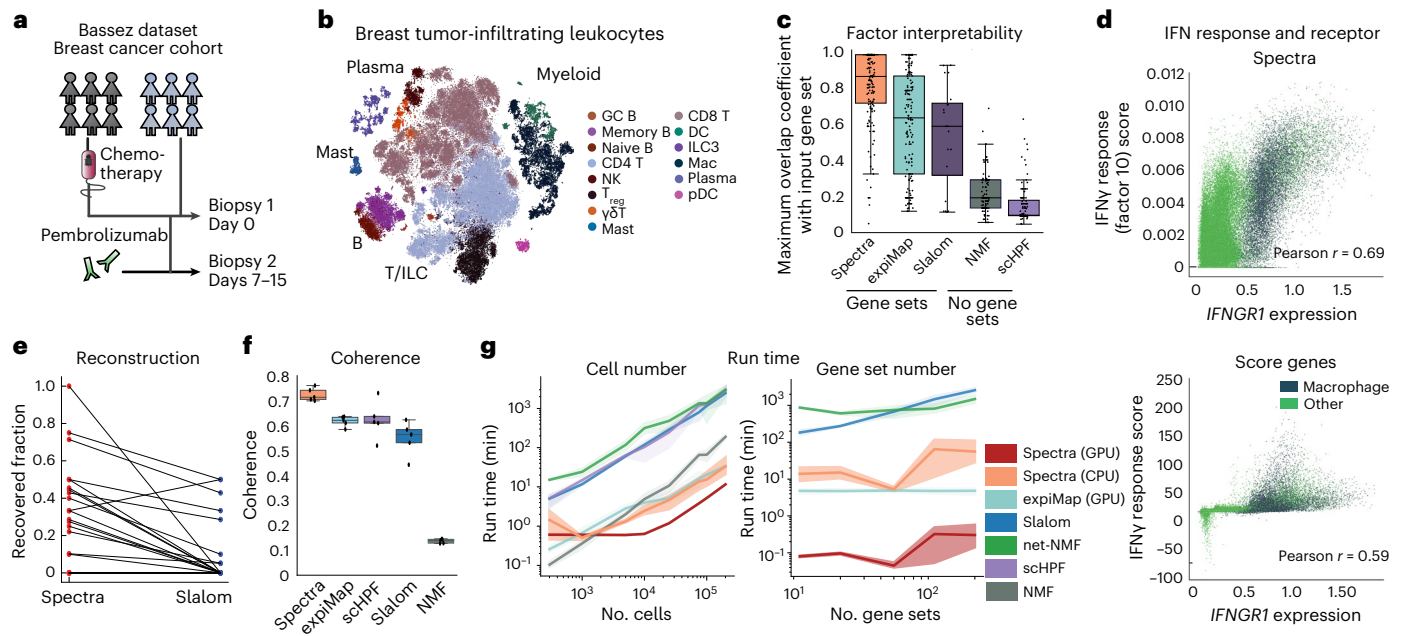 a
Bassez dataset
Breast cancer cohort
Chemo-
therapy
Pembrolizumab
Biopsy 1
Day 0
Biopsy 2
Days 7–15
b
Breast tumor-infiltrating leukocytes
Plasma
Myeloid
Mast
B
T/ILC
GC B
Memory B
Naive B
CD4 T
NK
Treg
γδT
Mast
CD8 T
DC
ILC3
Mac
Plasma
pDC
c
Factor interpretability
Maximum overlap coefficient
with input gene set
1.0
0.8
0.6
0.4
0.2
0
Spectra
expiMap
Slalom
NMF
scHPF
Gene sets
No gene
sets
d
IFN response and receptor
Spectra
IFNγ response
(factor 10) score
0.012
0.010
0.008
0.006
0.004
0.002
0
Pearson r = 0.69
0 0.5 1.0 1.5
IFNGR1 expression
Score genes
IFNγ response score
250
200
150
100
50
0
−50
−100
Macrophage
Other
Pearson r = 0.59
0 0.5 1.0 1.50
IFNGR1 expression
e
Reconstruction
Recovered fraction
1.0
0.8
0.6
0.4
0.2
0
Spectra Slalom
f
Coherence
Coherence
0.8
0.7
0.6
0.5
0.4
0.3
0.2
0.1
0
Spectra
expiMap
scHPF
Slalom
NMF
g
Run time
Cell number
Run time (min)
10³
10²
10¹
10⁰
10⁻¹
10³ 10⁴ 10⁵
No. cells
Gene set number
Run time (min)
10³
10²
10¹
10⁰
10⁻¹
10¹ 10²
No. gene sets
Spectra (GPU)
Spectra (CPU)
expiMap (GPU)
Slalom
net-NMF
scHPF
NMF